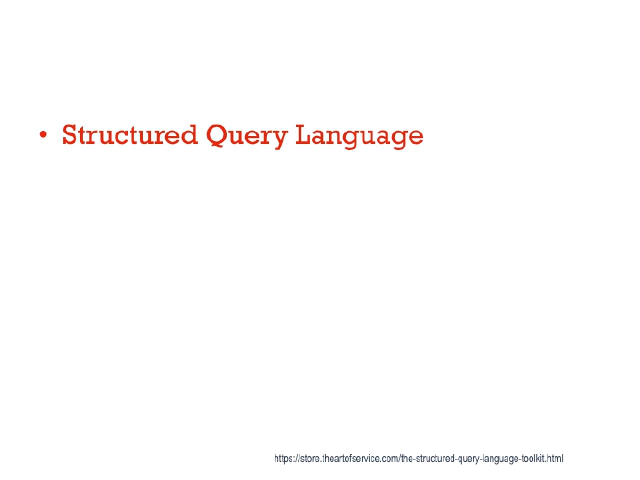 • Structured Query Language
https://store.theartofservice.com/the-structured-query-language-toolkit.html